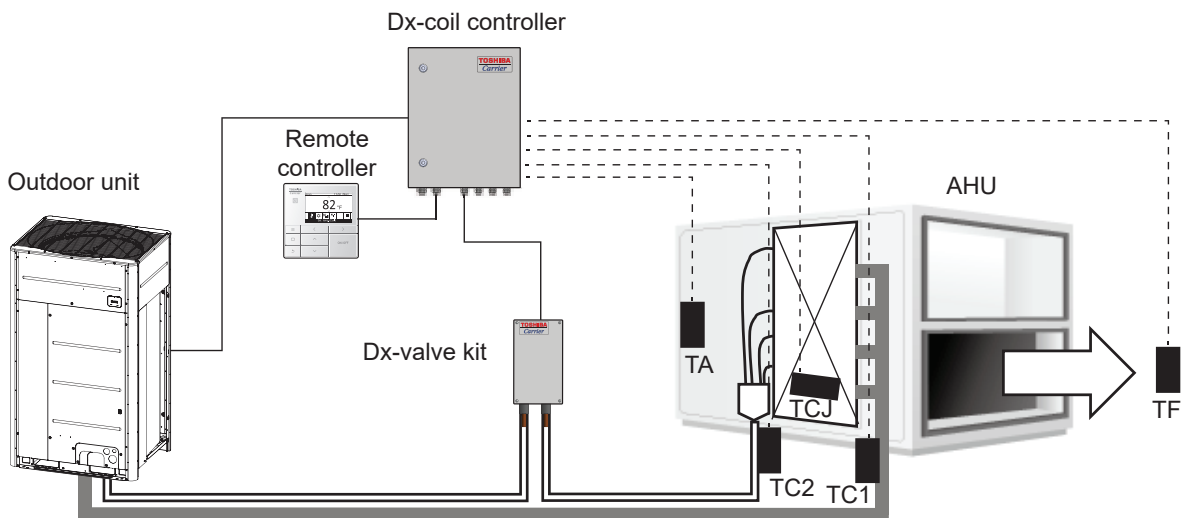 Dx-coil controller
TOSHIBA
Carrier
Remote
controller
82 °F
Outdoor unit
AHU
TOSHIBA
Carrier
Dx-valve kit
TA
TCJ
TF
TC2
TC1